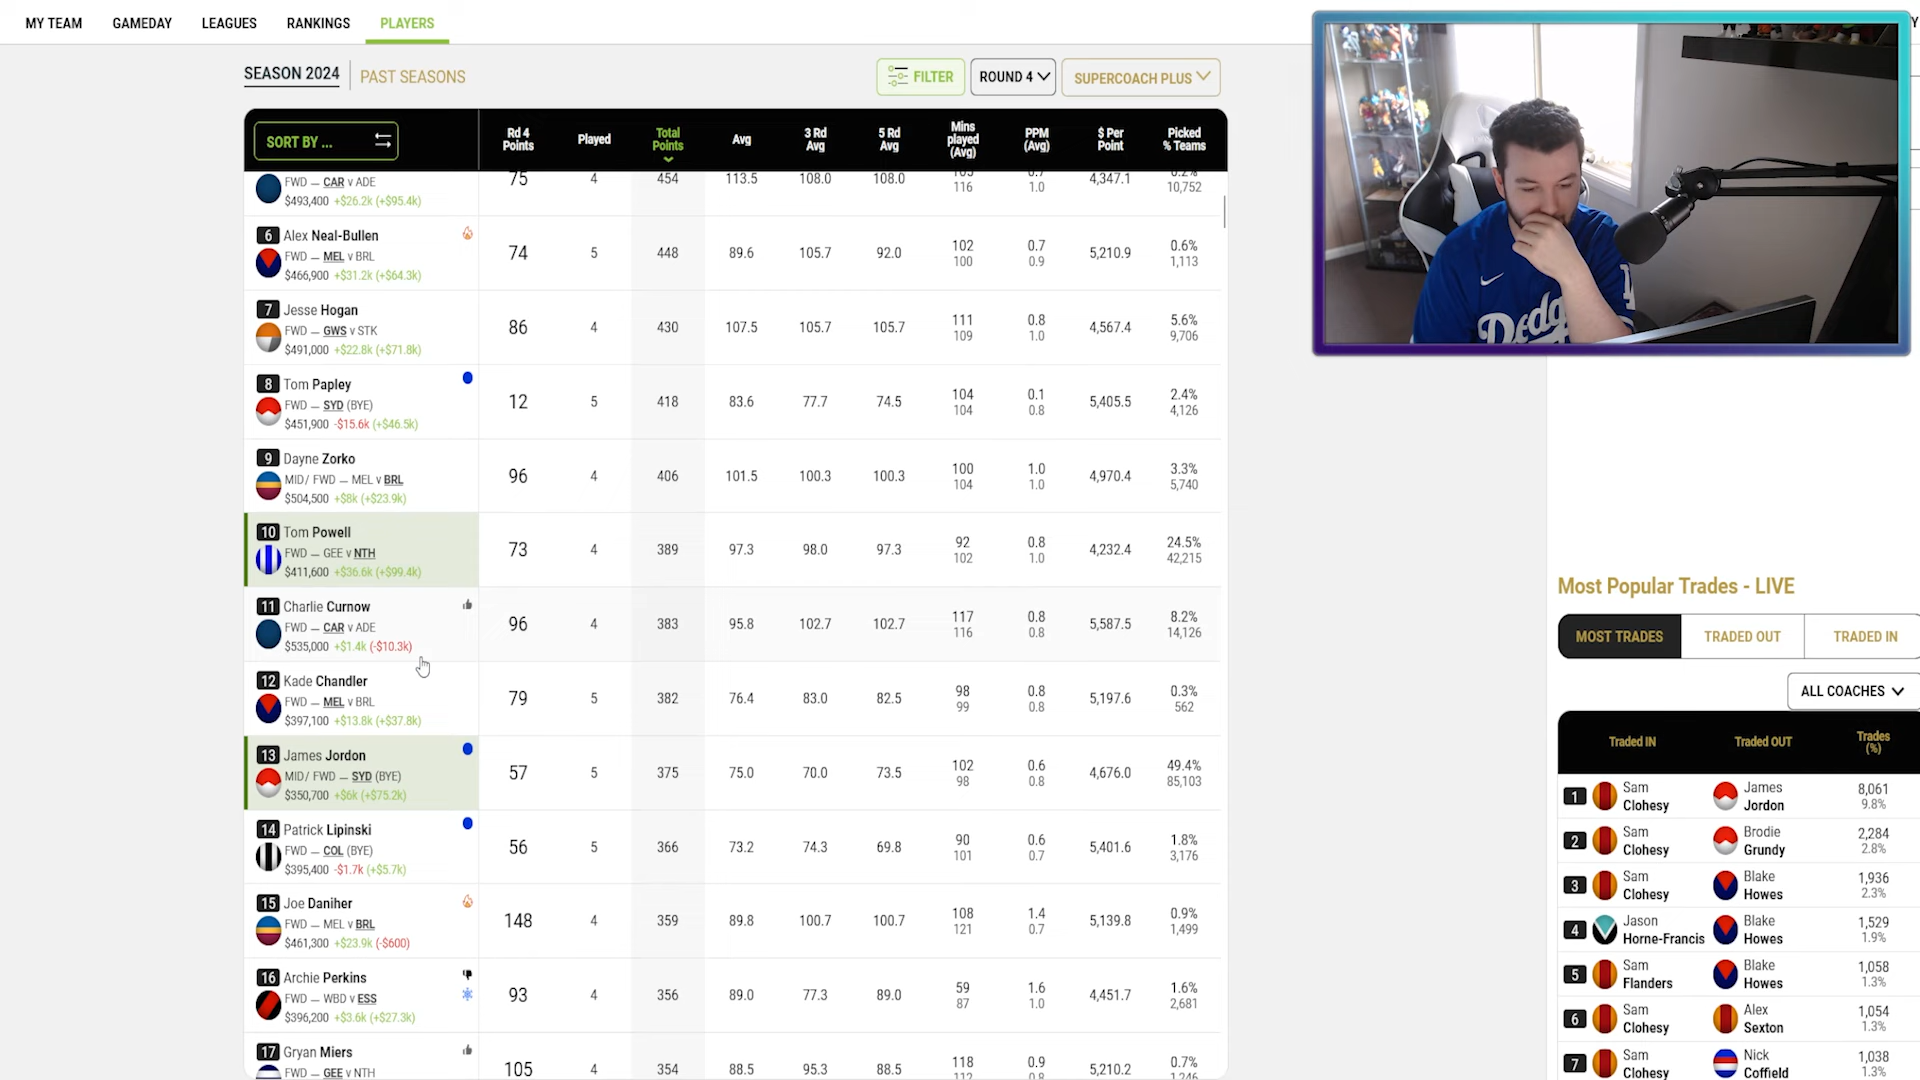 MY TEAM GAMEDAY LEAGUES RANKINGS PLAYERS
SEASON 2024 PAST SEASONS FILTER ROUND 4 SUPERCOACH PLUS
SORT BY ... Rd 4 Points Played Total Points Avg 3 Rd Avg 5 Rd Avg Mins played (Avg) PPM (Avg) $ Per Point Picked % Teams
FWD – CAR v ADE 75 4 454 113.5 108.0 108.0 4,347.1
$493,400 +$26.2k (+$95.4k) 116 1.0 10,752
6 Alex Neal-Bullen
FWD – MEL v BRL 74 5 448 89.6 105.7 92.0 102 0.7 5,210.9 0.6%
$466,900 +$31.2k (+$64.3k) 100 0.9 1,113
7 Jesse Hogan
FWD – GWS v STK 86 4 430 107.5 105.7 105.7 111 0.8 4,567.4 5.6%
$491,000 +$22.8k (+$71.8k) 109 1.0 9,706
8 Tom Papley
FWD – SYD (BYE) 12 5 418 83.6 77.7 74.5 104 0.1 5,405.5 2.4%
$451,900 -$15.6k (+$46.5k) 104 0.8 4,126
9 Dayne Zorko
MID/ FWD – MEL v BRL 96 4 406 101.5 100.3 100.3 100 1.0 4,970.4 3.3%
$504,500 +$8k (+$23.9k) 104 1.0 5,740
10 Tom Powell
FWD – GEE v NTH 73 4 389 97.3 98.0 97.3 92 0.8 4,232.4 24.5%
$411,600 +$36.6k (+$99.4k) 102 1.0 42,215
11 Charlie Curnow
FWD – CAR v ADE 96 4 383 95.8 102.7 102.7 117 0.8 5,587.5 8.2%
$535,000 +$1.4k (-$10.3k) 116 0.8 14,126
12 Kade Chandler
FWD – MEL v BRL 79 5 382 76.4 83.0 82.5 98 0.8 5,197.6 0.3%
$397,100 +$13.8k (+$37.8k) 99 0.8 562
13 James Jordon
MID/ FWD – SYD (BYE) 57 5 375 75.0 70.0 73.5 102 0.6 4,676.0 49.4%
$350,700 +$6k (+$75.2k) 98 0.8 85,103
14 Patrick Lipinski
FWD – COL (BYE) 56 5 366 73.2 74.3 69.8 90 0.6 5,401.6 1.8%
$395,400 -$1.7k (+$5.7k) 101 0.7 3,176
15 Joe Daniher
FWD – MEL v BRL 148 4 359 89.8 100.7 100.7 108 1.4 5,139.8 0.9%
$461,300 +$23.9k (-$600) 121 0.7 1,499
16 Archie Perkins
FWD – WBD v ESS 93 4 356 89.0 77.3 89.0 59 1.6 4,451.7 1.6%
$396,200 +$3.6k (+$27.3k) 87 1.0 2,681
17 Gryan Miers
FWD – GEE v NTH 105 4 354 88.5 95.3 88.5 118 0.9 5,210.2 0.7%
Dodg
Most Popular Trades - LIVE
MOST TRADES TRADED OUT TRADED IN
ALL COACHES
Traded IN Traded OUT Trades (%)
1 Sam Clohesy James Jordon 8,061 9.8%
2 Sam Clohesy Brodie Grundy 2,284 2.8%
3 Sam Clohesy Blake Howes 1,936 2.3%
4 Jason Horne-Francis Blake Howes 1,529 1.9%
5 Sam Flanders Blake Howes 1,058 1.3%
6 Sam Clohesy Alex Sexton 1,054 1.3%
7 Sam Clohesy Nick Coffield 1,038 1.3%